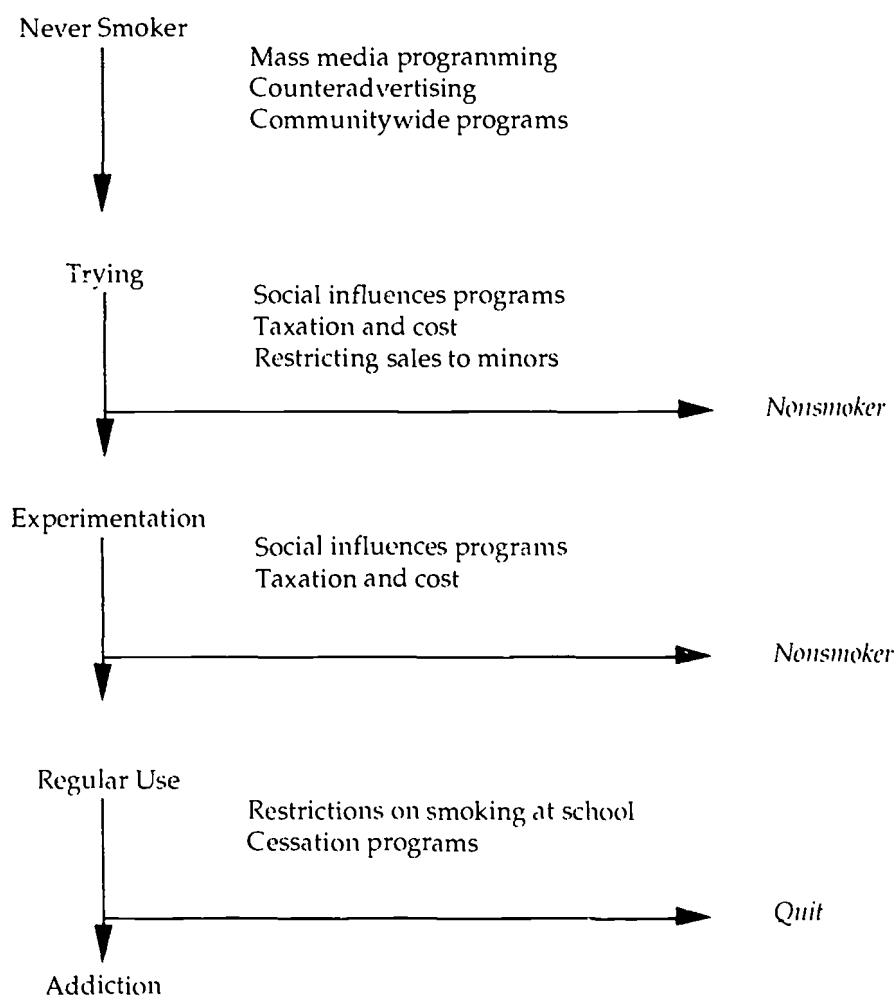 Never Smoker
Mass media programming
Counteradvertising
Communitywide programs
Trying
Social influences programs
Taxation and cost
Restricting sales to minors
Nonsmoker
Experimentation
Social influences programs
Taxation and cost
Nonsmoker
Regular Use
Restrictions on smoking at school
Cessation programs
Quit
Addiction